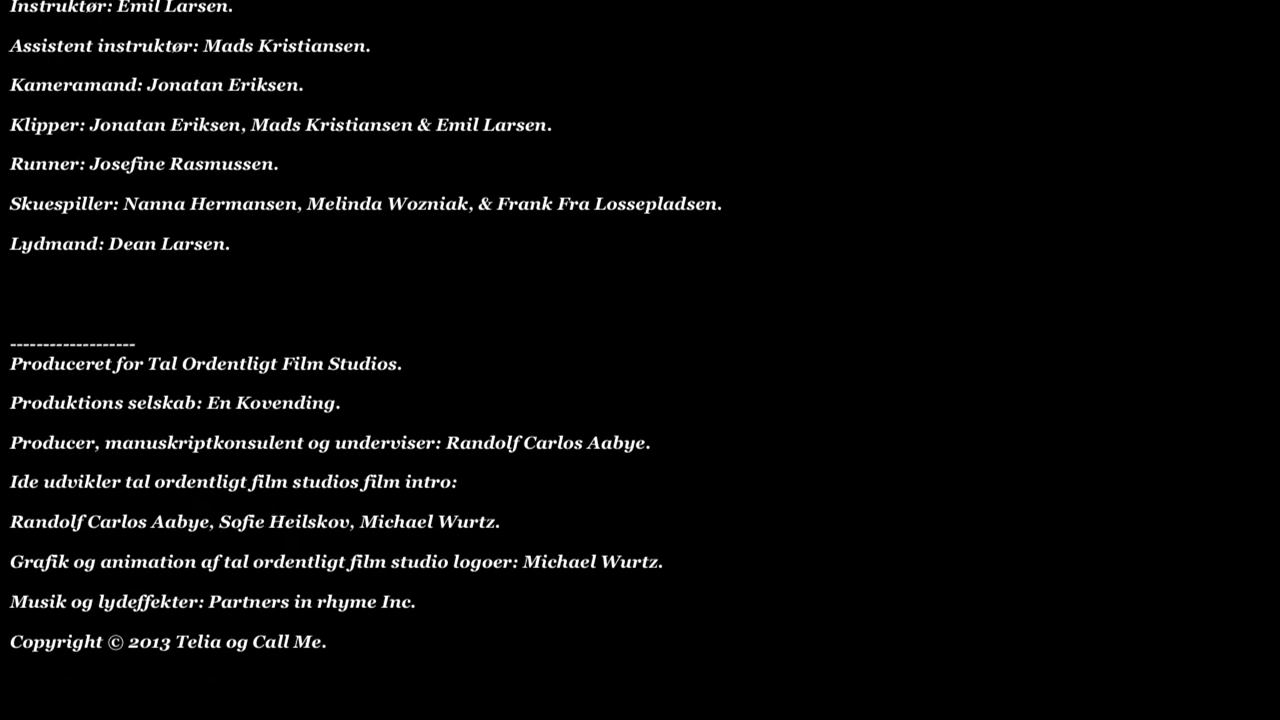 Instruktør: Emil Larsen.
Assistent instruktør: Mads Kristiansen.
Kameramand: Jonatan Eriksen.
Klipper: Jonatan Eriksen, Mads Kristiansen & Emil Larsen.
Runner: Josefine Rasmussen.
Skuespiller: Nanna Hermansen, Melinda Wozniak, & Frank Fra Lossepladsen.
Lydmand: Dean Larsen.
-------------------
Produceret for Tal Ordentligt Film Studios.
Produktions selskab: En Kovending.
Producer, manuskriptkonsulent og underviser: Randolf Carlos Aabye.
Ide udvikler tal ordentligt film studios film intro:
Randolf Carlos Aabye, Sofie Heilskov, Michael Wurtz.
Grafik og animation af tal ordentligt film studio logoer: Michael Wurtz.
Musik og lydeffekter: Partners in rhyme Inc.
Copyright © 2013 Telia og Call Me.